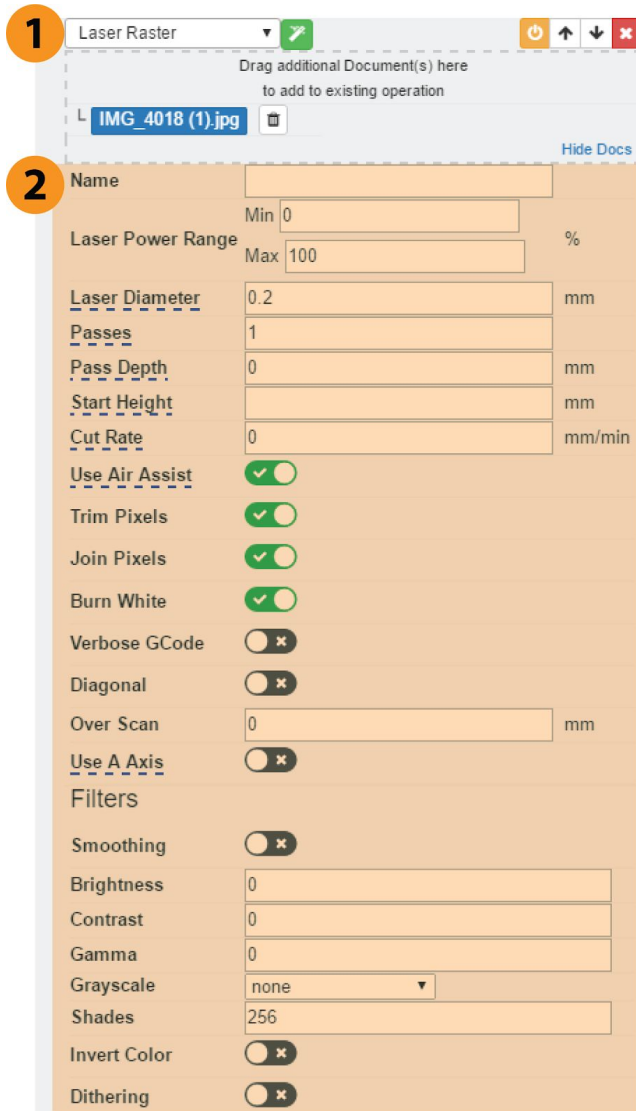 1 Laser Raster
Drag additional Document(s) here
to add to existing operation
IMG_4018 (1).jpg
Hide Docs
2 Name
Laser Power Range Min 0 %
Max 100
Laser Diameter 0.2 mm
Passes 1
Pass Depth 0 mm
Start Height mm
Cut Rate 0 mm/min
Use Air Assist
Trim Pixels
Join Pixels
Burn White
Verbose GCode
Diagonal
Over Scan 0 mm
Use A Axis
Filters
Smoothing
Brightness 0
Contrast 0
Gamma 0
Grayscale none
Shades 256
Invert Color
Dithering